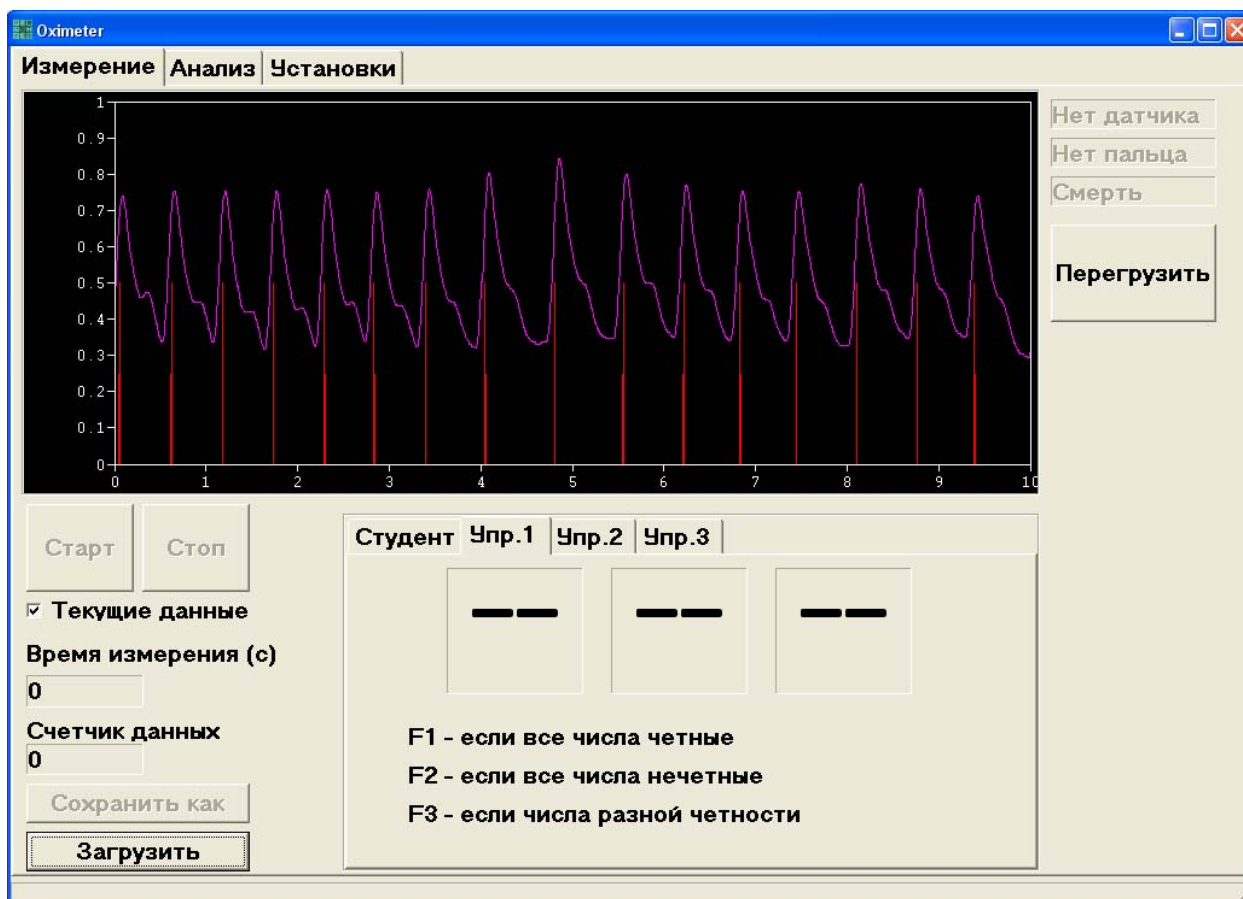 Oximeter
Измерение Анализ Установки
1
0.9
0.8
0.7
0.6
0.5
0.4
0.3
0.2
0.1
0
0 1 2 3 4 5 6 7 8 9 10
Нет датчика
Нет пальца
Смерть
Перегрузить
Старт Стоп
Текущие данные
Время измерения (с)
0
Счетчик данных
0
Сохранить как
Загрузить
Студент Упр.1 Упр.2 Упр.3
-- -- --
F1 - если все числа четные
F2 - если все числа нечетные
F3 - если числа разной четности